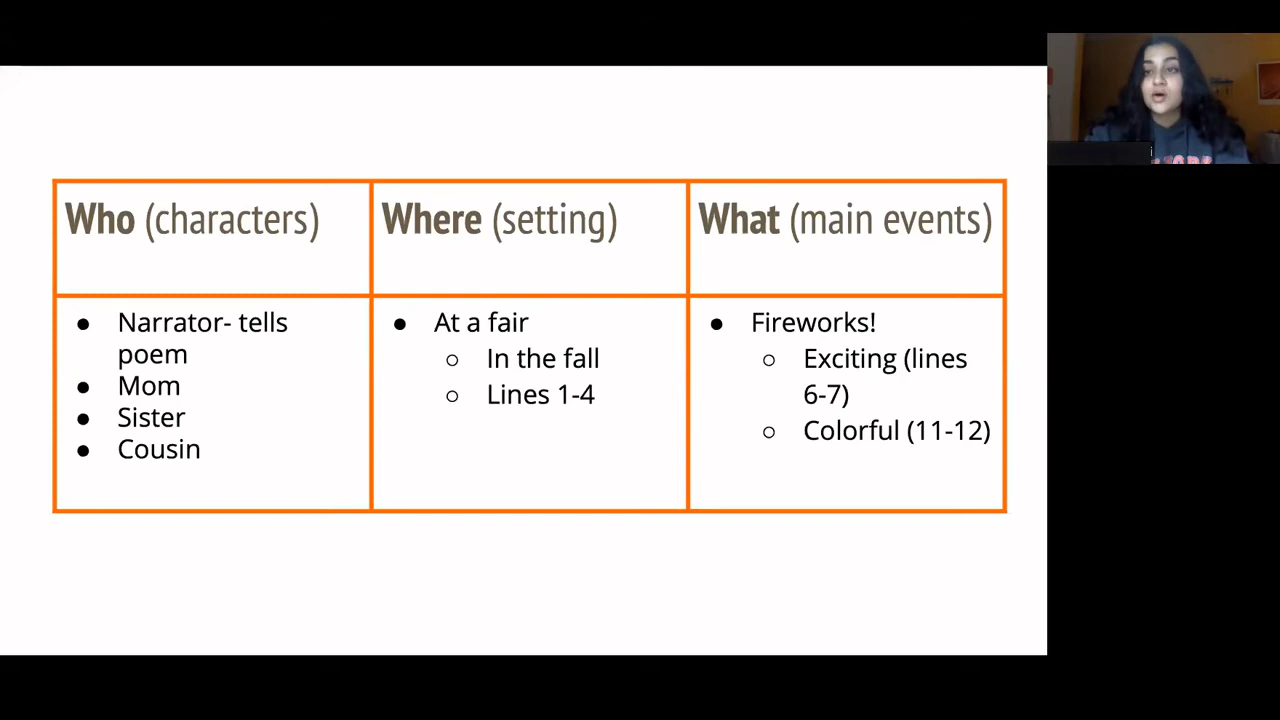 Who (characters)
Where (setting)
What (main events)
● Narrator- tells
poem
● Mom
● Sister
● Cousin
● At a fair
○ In the fall
○ Lines 1-4
● Fireworks!
○ Exciting (lines
6-7)
○ Colorful (11-12)